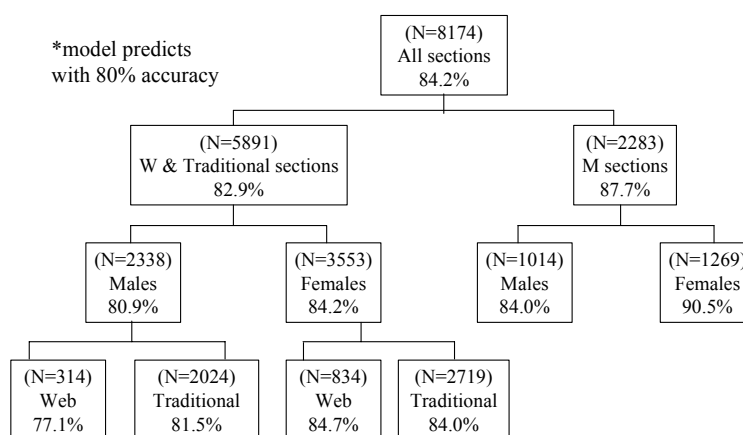 *model predicts
with 80% accuracy
(N=8174)
All sections
84.2%
(N=5891)
W & Traditional sections
82.9%
(N=2283)
M sections
87.7%
(N=2338)
Males
80.9%
(N=3553)
Females
84.2%
(N=1014)
Males
84.0%
(N=1269)
Females
90.5%
(N=314)
Web
77.1%
(N=2024)
Traditional
81.5%
(N=834)
Web
84.7%
(N=2719)
Traditional
84.0%